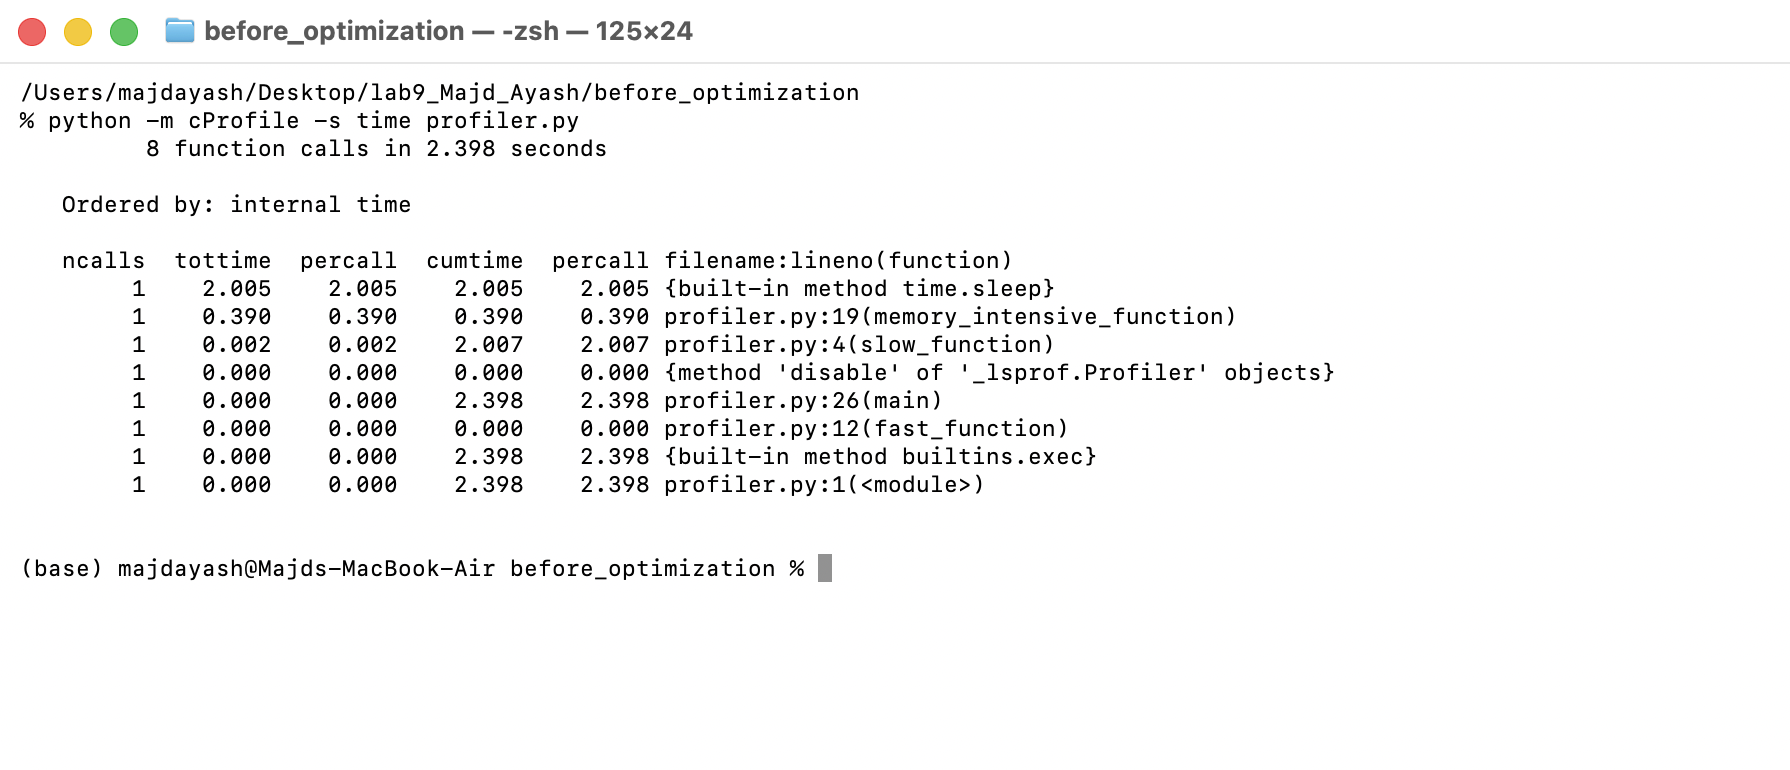 before_optimization — -zsh — 125×24
/Users/majdayash/Desktop/lab9_Majd_Ayash/before_optimization
% python -m cProfile -s time profiler.py
         8 function calls in 2.398 seconds
   Ordered by: internal time
   ncalls  tottime  percall  cumtime  percall filename:lineno(function)
        1    2.005    2.005    2.005    2.005 {built-in method time.sleep}
        1    0.390    0.390    0.390    0.390 profiler.py:19(memory_intensive_function)
        1    0.002    0.002    2.007    2.007 profiler.py:4(slow_function)
        1    0.000    0.000    0.000    0.000 {method 'disable' of '_lsprof.Profiler' objects}
        1    0.000    0.000    2.398    2.398 profiler.py:26(main)
        1    0.000    0.000    0.000    0.000 profiler.py:12(fast_function)
        1    0.000    0.000    2.398    2.398 {built-in method builtins.exec}
        1    0.000    0.000    2.398    2.398 profiler.py:1(<module>)
(base) majdayash@Majds-MacBook-Air before_optimization %